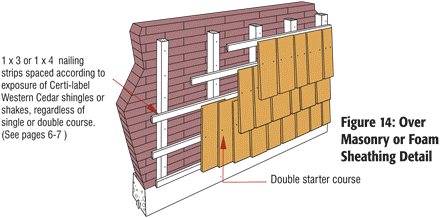 1 x 3 or 1 x 4 nailing
strips spaced according to
exposure of Certi-label
Western Cedar shingles or
shakes, regardless of
single or double course.
(See pages 6-7 )
Figure 14: Over
Masonry or Foam
Sheathing Detail
Double starter course